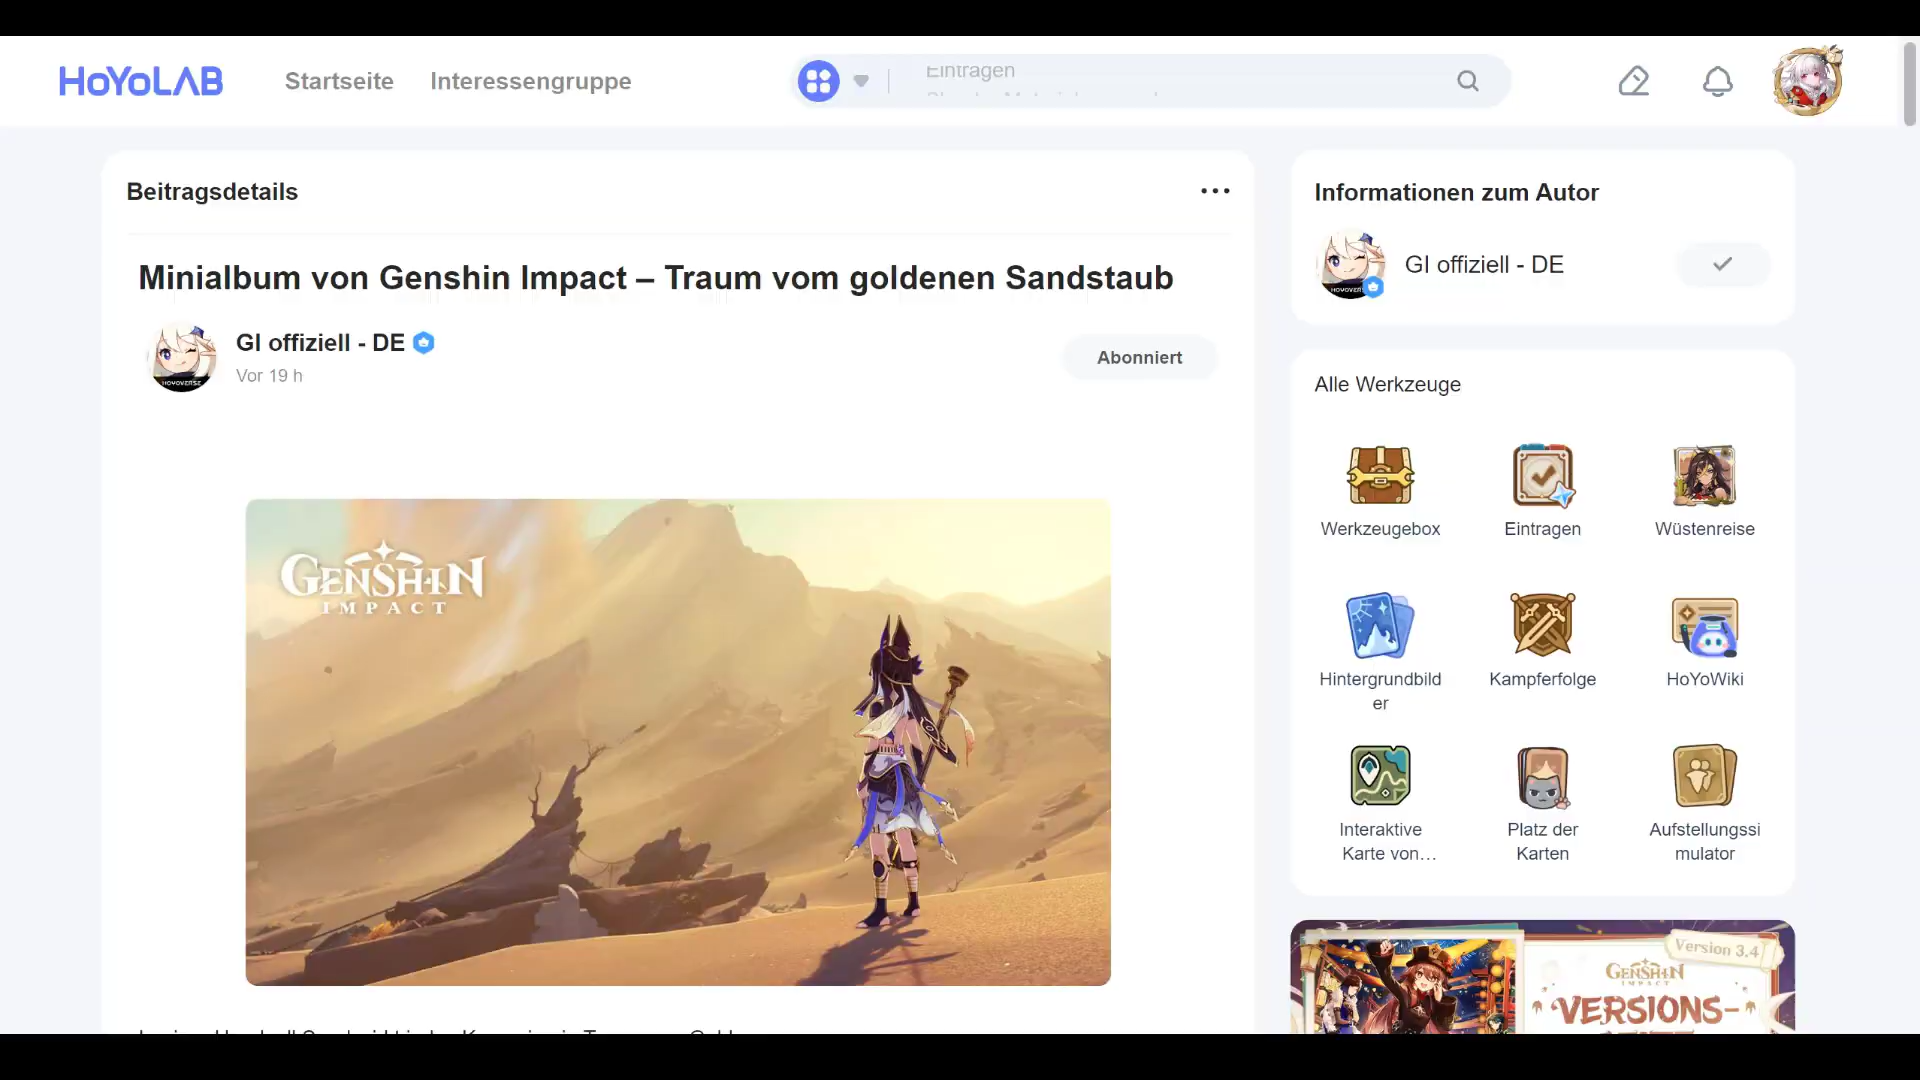 HoYoLAB
Startseite
Interessengruppe
Eintragen
Beitragsdetails
Minialbum von Genshin Impact – Traum vom goldenen Sandstaub
GI offiziell - DE
Vor 19 h
Abonniert
HOYOVERSE
GENSHIN
IMPACT
Informationen zum Autor
GI offiziell - DE
Alle Werkzeuge
Werkzeugebox
Eintragen
Wüstenreise
Hintergrundbild
er
Kampferfolge
HoYoWiki
Interaktive
Karte von…
Platz der
Karten
Aufstellungssi
mulator
Version 3.4
GENSHIN
IMPACT
VERSIONS-